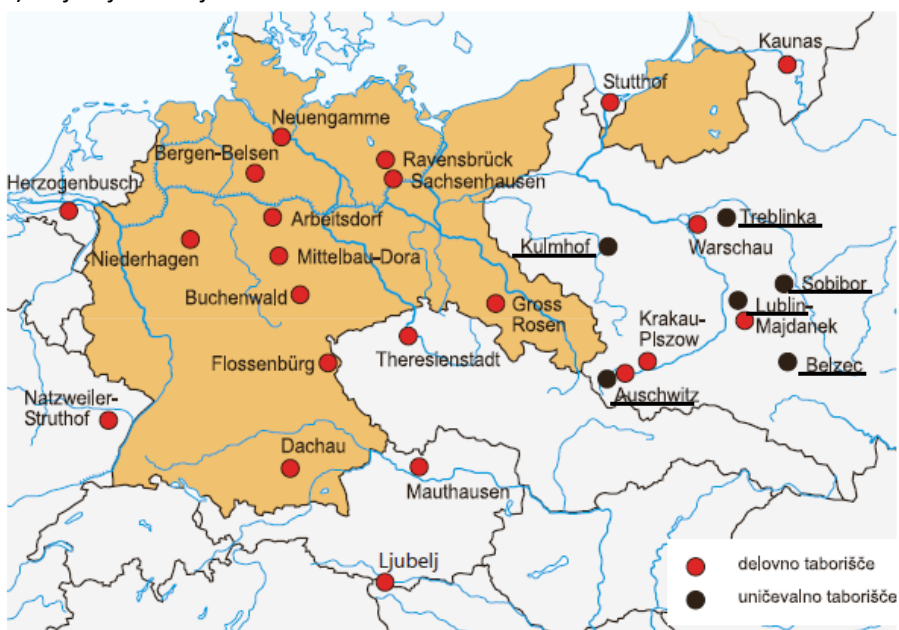 Kaunas
Stutthof
Neuengamme
Bergen-Belsen
Ravensbrück
Sachsenhausen
Herzogenbusch
Arbeitsdorf
Treblinka
Warschau
Kulmhof
Niederhagen
Mittelbau-Dora
Sobibor
Buchenwald
Gross
Rosen
Lublin-
Majdanek
Krakau-
Plszow
Theresienstadt
Flossenbürg
Belzec
Auschwitz
Natzweiler-
Struthof
Dachau
Mauthausen
Ljubelj
delovno taborišče
uničevalno taborišče